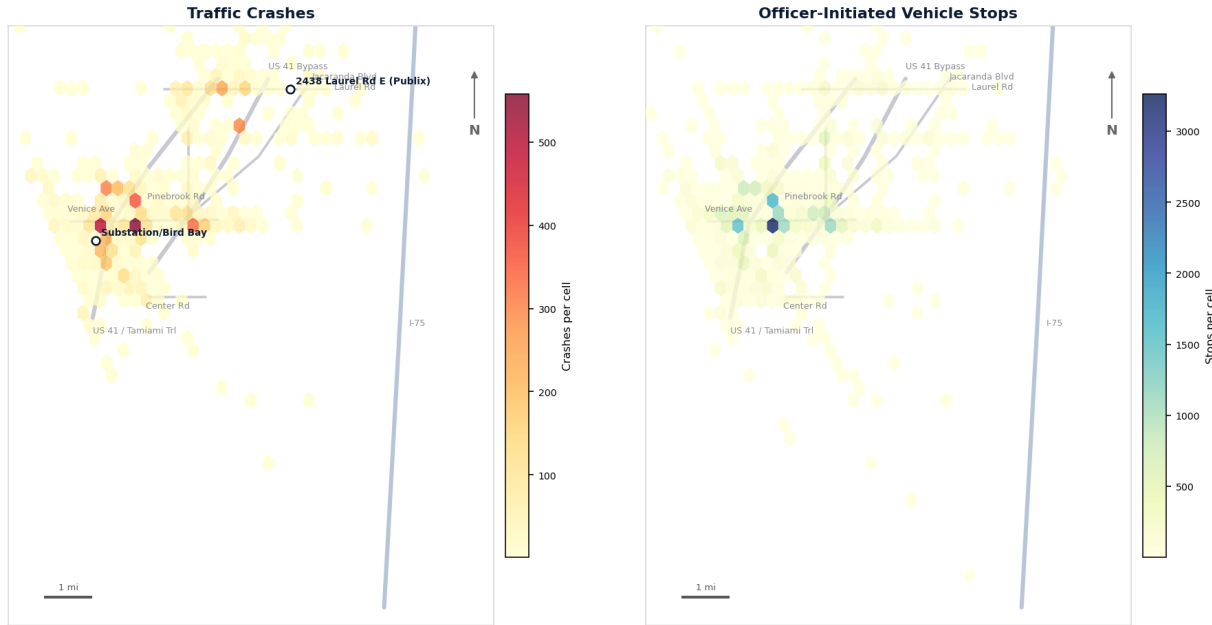 Traffic Crashes
US 41 Bypass
Jacaranda Blvd
2438 Laurel Rd E (Publix)
Laurel Rd
N
Pinebrook Rd
Venice Ave
Substation/Bird Bay
Center Rd
US 41 / Tamiami Trl
I-75
1 mi
500
400
300
200
100
Crashes per cell
Officer-Initiated Vehicle Stops
US 41 Bypass
Jacaranda Blvd
Laurel Rd
N
Pinebrook Rd
Venice Ave
Center Rd
US 41 / Tamiami Trl
I-75
1 mi
3000
2500
2000
1500
1000
500
Stops per cell